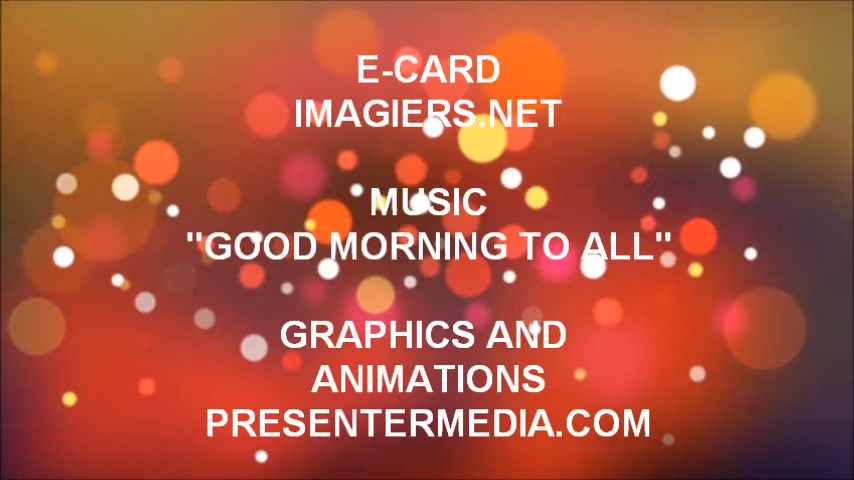 E-CARD
IMAGIERS.NET
MUSIC
"GOOD MORNING TO ALL"
GRAPHICS AND
ANIMATIONS
PRESENTERMEDIA.COM